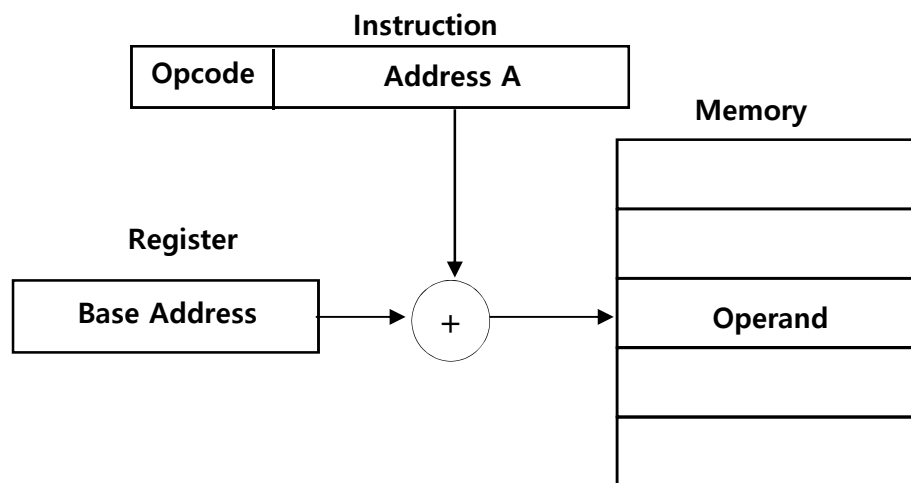 Instruction
Opcode Address A
Memory
Register
Base Address
+
Operand